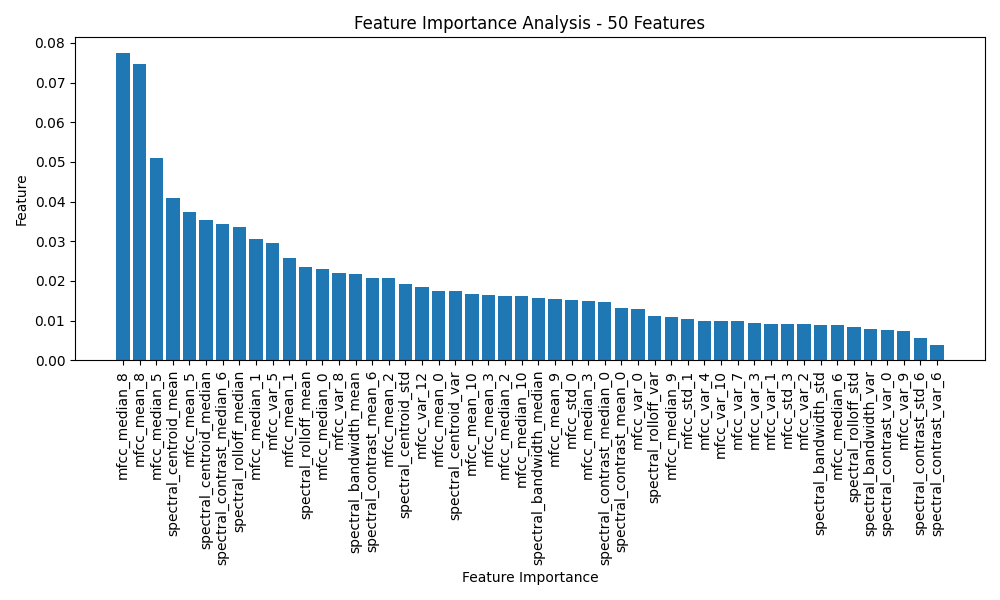 Feature Importance Analysis - 50 Features
Feature
0.08
0.07
0.06
0.05
0.04
0.03
0.02
0.01
0.00
mfcc_median_8
mfcc_mean_8
mfcc_median_5
spectral_centroid_mean
mfcc_mean_5
spectral_centroid_median
spectral_contrast_median_6
spectral_rolloff_median
mfcc_median_1
mfcc_var_5
mfcc_mean_1
spectral_rolloff_mean
mfcc_median_0
mfcc_var_8
spectral_bandwidth_mean
spectral_contrast_mean_6
mfcc_mean_2
spectral_centroid_std
mfcc_var_12
mfcc_mean_0
spectral_centroid_var
mfcc_mean_10
mfcc_mean_3
mfcc_median_2
mfcc_median_10
spectral_bandwidth_median
mfcc_mean_9
mfcc_std_0
mfcc_median_3
spectral_contrast_median_0
spectral_contrast_mean_0
mfcc_var_0
spectral_rolloff_var
mfcc_median_9
mfcc_std_1
mfcc_var_4
mfcc_var_10
mfcc_var_7
mfcc_var_3
mfcc_var_1
mfcc_std_3
mfcc_var_2
spectral_bandwidth_std
mfcc_median_6
spectral_rolloff_std
spectral_bandwidth_var
spectral_contrast_var_0
mfcc_var_9
spectral_contrast_std_6
spectral_contrast_var_6
Feature Importance